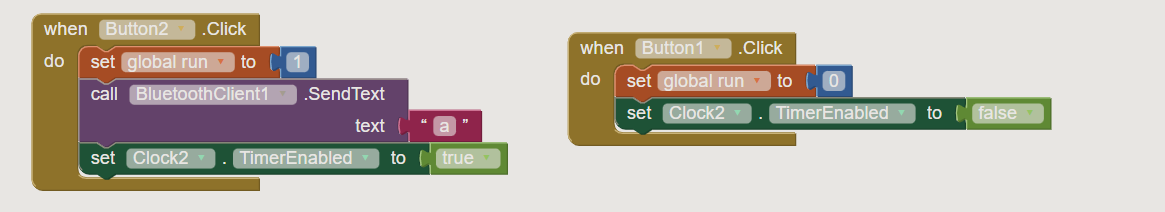 when Button2 .Click
do set global run to 1
call BluetoothClient1 .SendText
text “ a ”
set Clock2 . TimerEnabled to true
when Button1 .Click
do set global run to 0
set Clock2 . TimerEnabled to false